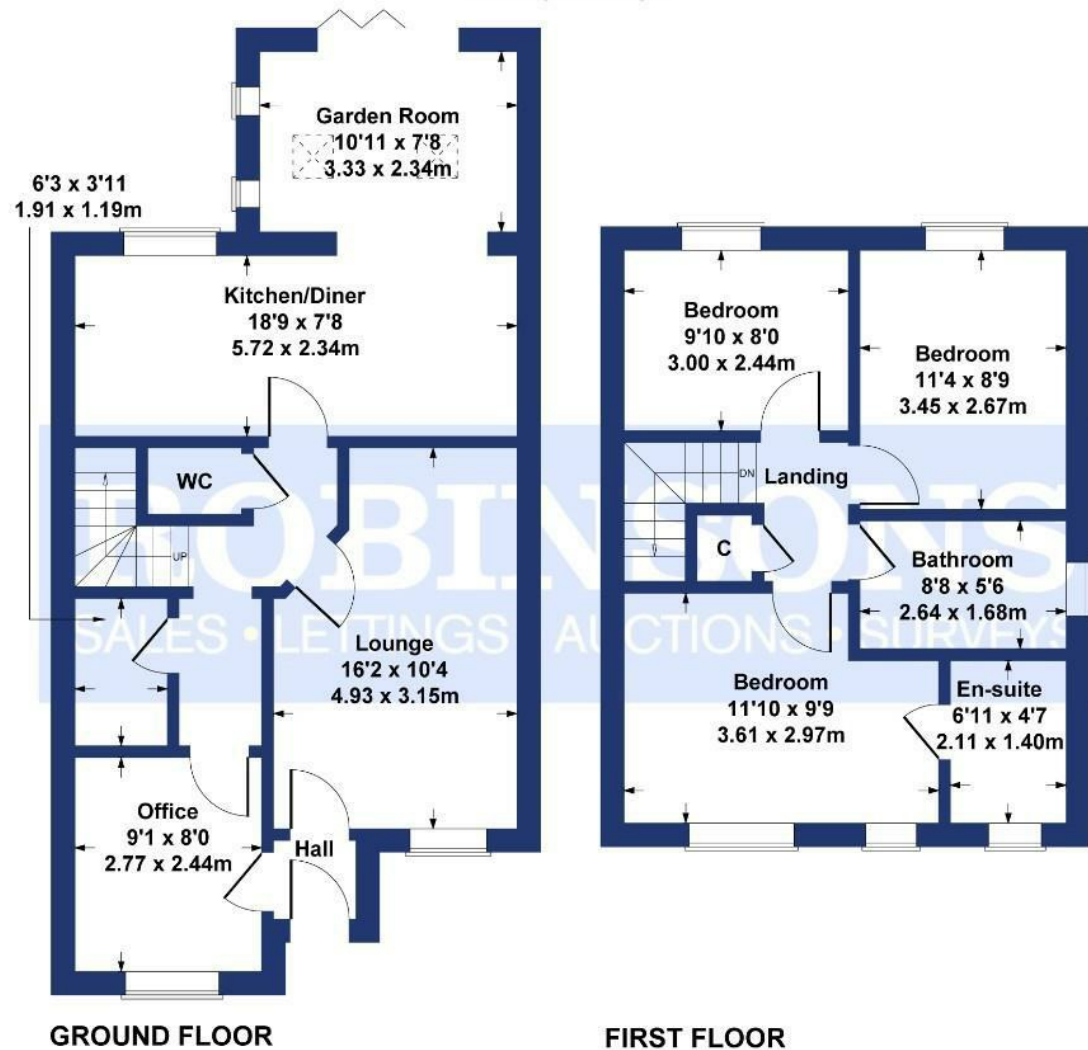 Garden Room
10'11 x 7'8
3.33 x 2.34m
6'3 x 3'11
1.91 x 1.19m
Kitchen/Diner
18'9 x 7'8
5.72 x 2.34m
WC
UP
Lounge
16'2 x 10'4
4.93 x 3.15m
Office
9'1 x 8'0
2.77 x 2.44m
Hall
GROUND FLOOR
Bedroom
9'10 x 8'0
3.00 x 2.44m
Bedroom
11'4 x 8'9
3.45 x 2.67m
DN
Landing
C
Bathroom
8'8 x 5'6
2.64 x 1.68m
Bedroom
11'10 x 9'9
3.61 x 2.97m
En-suite
6'11 x 4'7
2.11 x 1.40m
FIRST FLOOR
ROBINSONS
SALES • LETTINGS AUCTIONS • SURVEYS